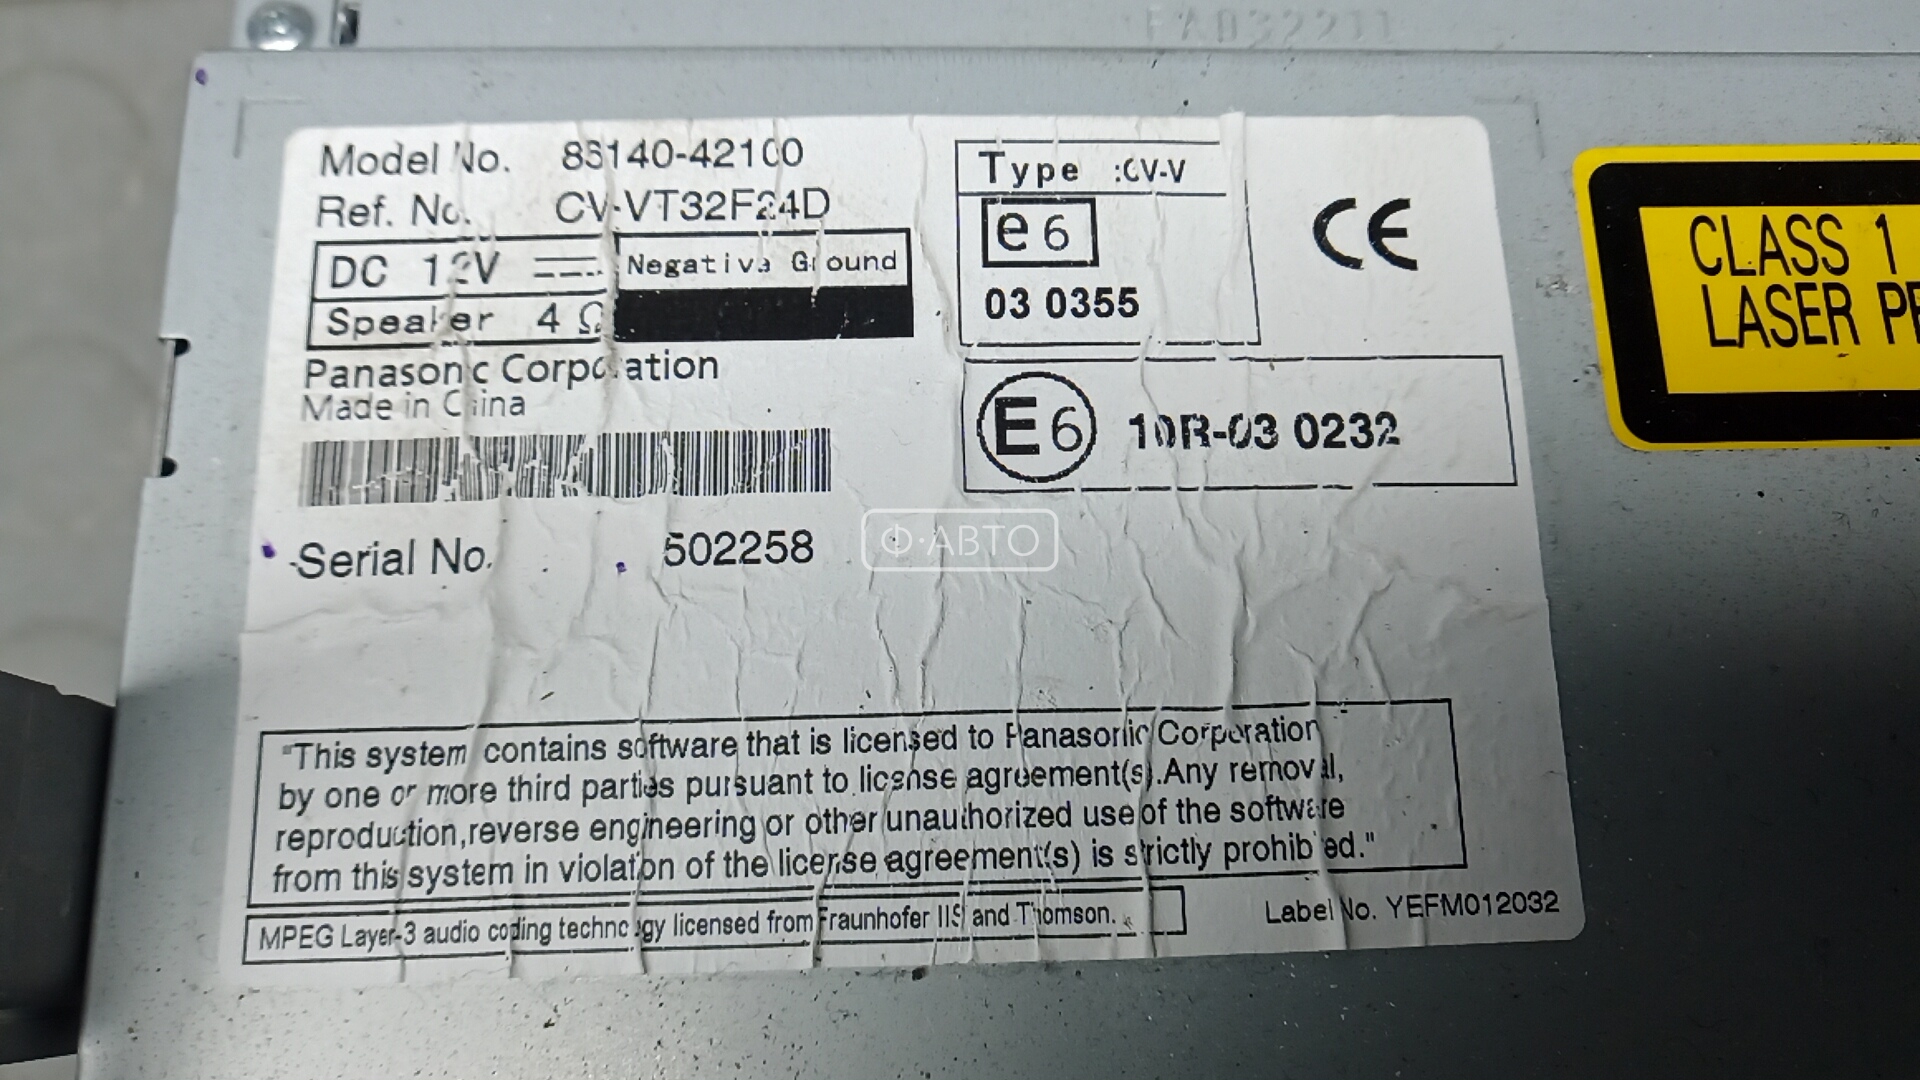 Model No. 86140-42100
Ref. No. CV-VT32F24D
DC 12V Negative Ground
Speaker 4 Ω
Panasonic Corporation
Made in China
Serial No. 502258
Type :CV-V
e6
03 0355
CE
E6 10R-03 0232
CLASS 1
LASER
Ф·АВТО
"This system contains software that is licensed to Panasonic Corporation
by one or more third parties pursuant to license agreement(s).Any removal,
reproduction,reverse engineering or other unauthorized use of the software
from this system in violation of the license agreement(s) is strictly prohibited."
MPEG Layer-3 audio coding technology licensed from Fraunhofer IIS and Thomson.
Label No. YEFM012032